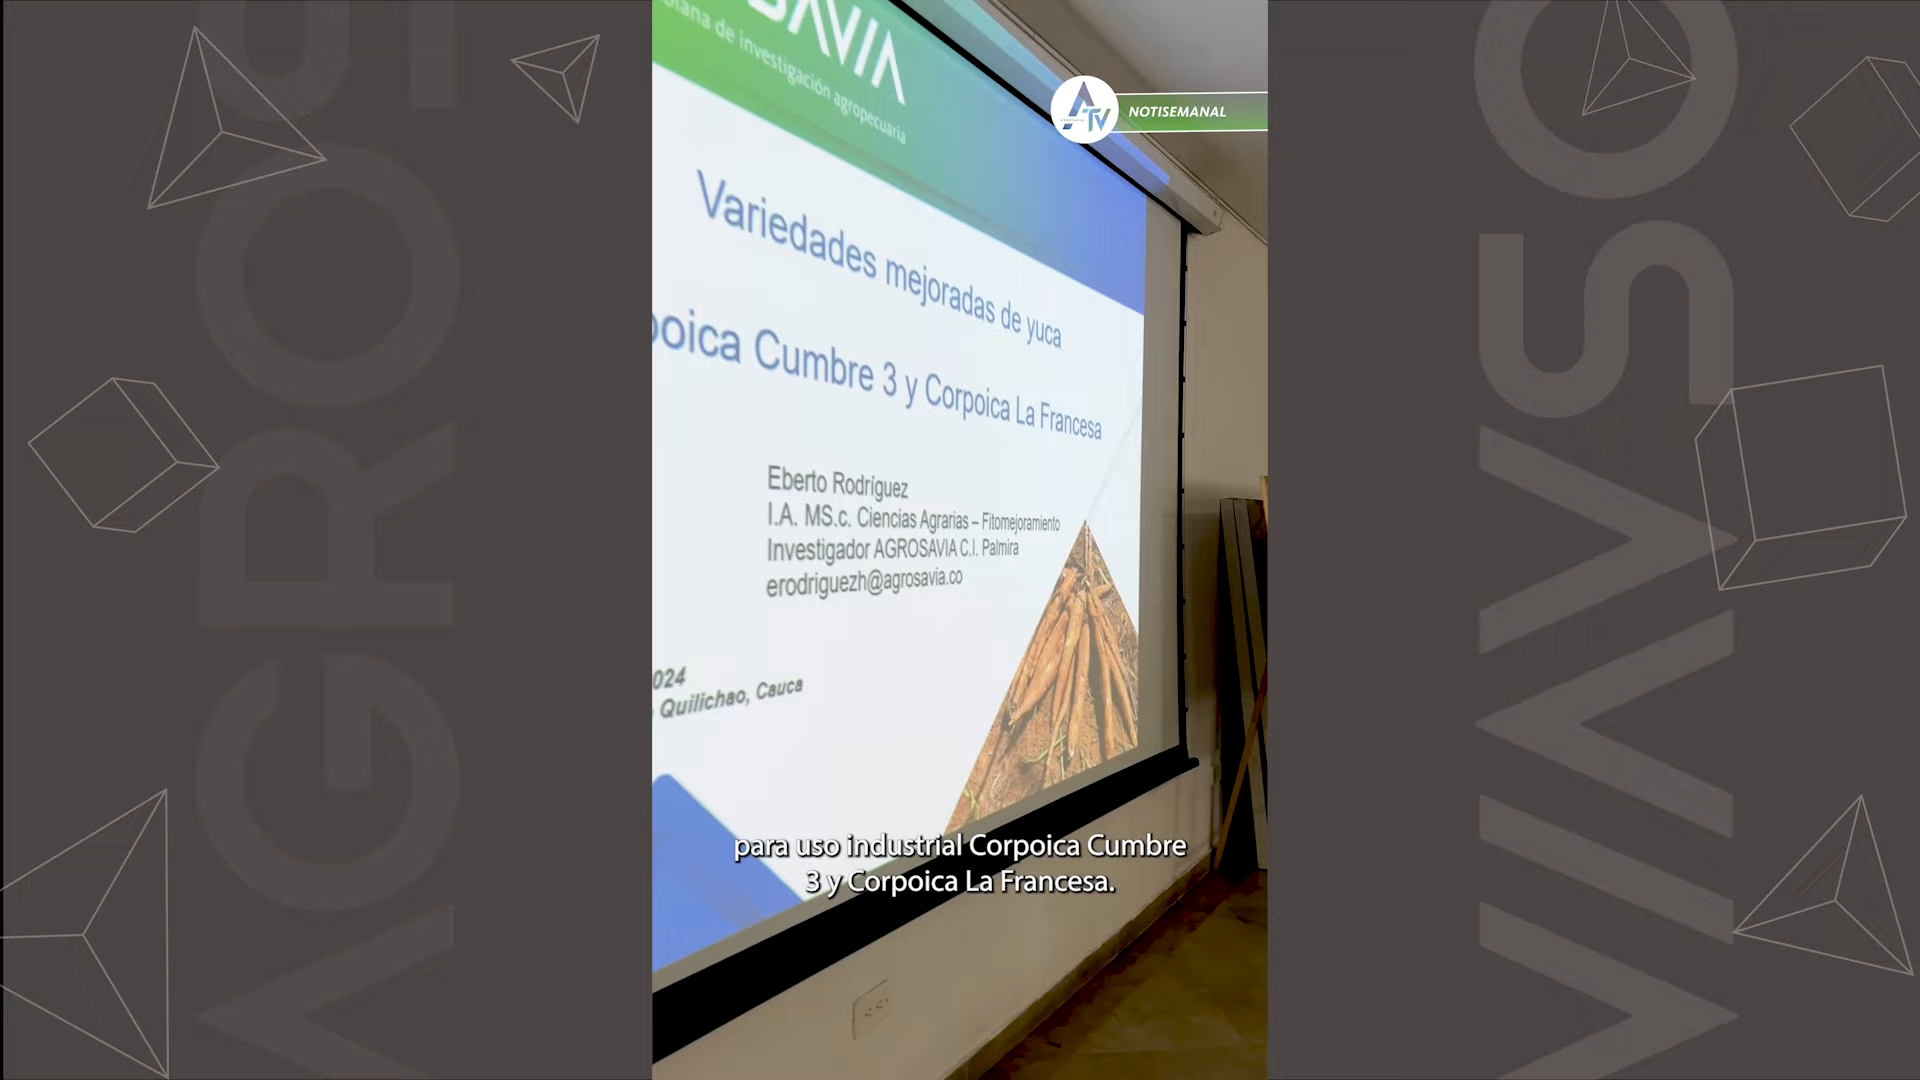 AGROS
SAVIA
NOTISEMANAL
ATV
de investigación agropecuaria
Variedades mejoradas de yuca
Cumbre 3 y Corpoica La Francesa
Eberto Rodríguez
I.A. MS.c. Ciencias Agrarias – Fitomejoramiento
Investigador AGROSAVIA C.I. Palmira
erodriguezh@agrosavia.co
024
Quilichao, Cauca
para uso industrial Corpoica Cumbre
3 y Corpoica La Francesa.